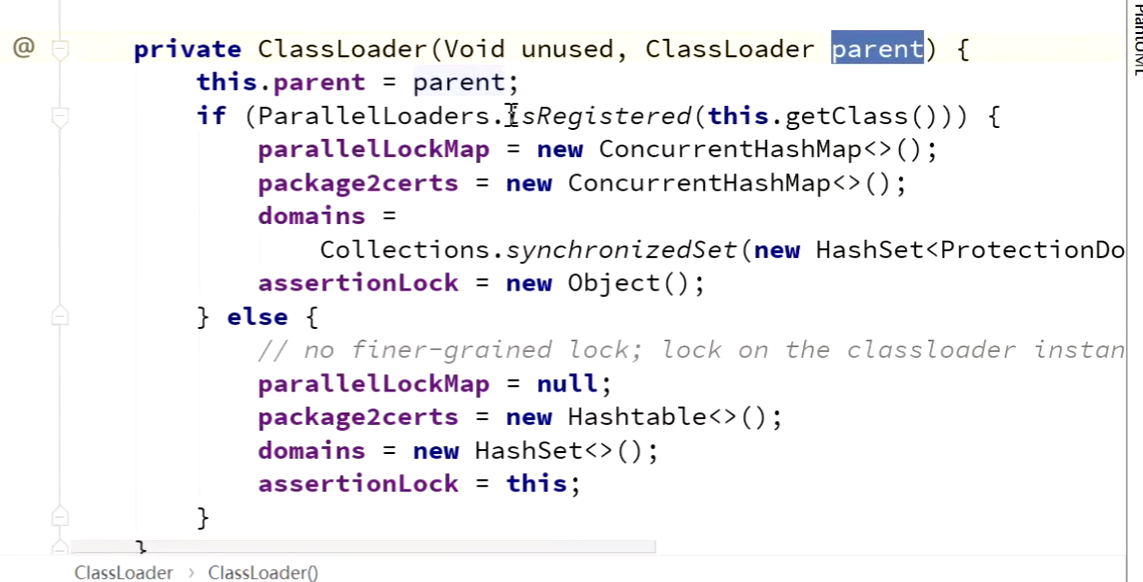 @ private ClassLoader(Void unused, ClassLoader parent) {
this.parent = parent;
if (ParallelLoaders.isRegistered(this.getClass())) {
parallelLockMap = new ConcurrentHashMap<>();
package2certs = new ConcurrentHashMap<>();
domains =
Collections.synchronizedSet(new HashSet<ProtectionDo
assertionLock = new Object();
} else {
// no finer-grained lock; lock on the classloader instan
parallelLockMap = null;
package2certs = new Hashtable<>();
domains = new HashSet<>();
assertionLock = this;
}
}
ClassLoader › ClassLoader()
PlantUML